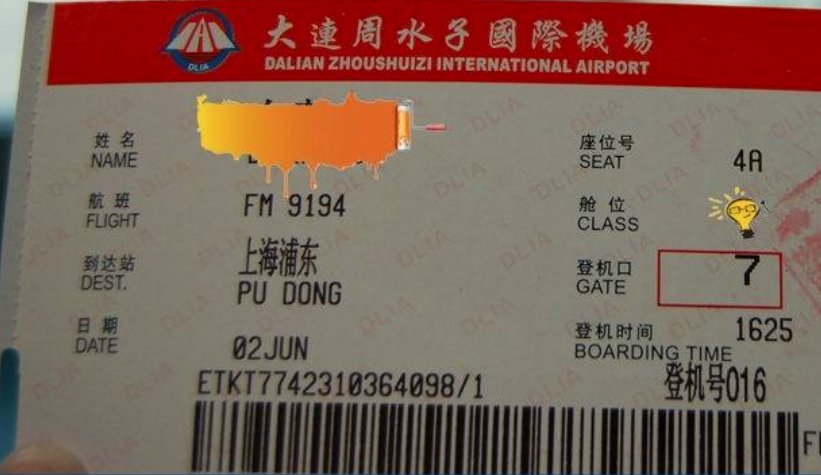 大連周水子國際機場
DALIAN ZHOUSHUIZI INTERNATIONAL AIRPORT
DLIA
姓名
NAME
座位号 4A
SEAT
航班 FM 9194
FLIGHT
舱位
CLASS
到达站 上海浦东
DEST. PU DONG
登机口 7
GATE
日期 02JUN
DATE
登机时间 1625
BOARDING TIME
登机号016
ETKT7742310364098/1